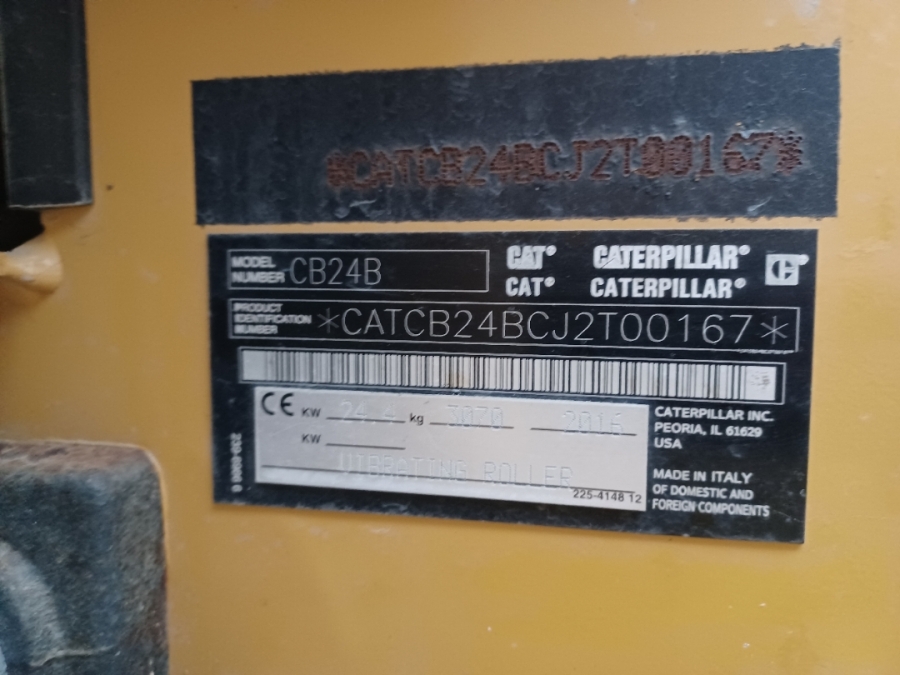 *CATCB24BCJ2T00167*
MODEL NUMBER CB24B
CAT® CATERPILLAR® C®
CAT® CATERPILLAR®
PRODUCT IDENTIFICATION NUMBER *CATCB24BCJ2T00167*
CE KW 24.4 kg 3070 2016
KW
VIBRATING ROLLER
225-4148 12
CATERPILLAR INC.
PEORIA, IL 61629
USA
MADE IN ITALY
OF DOMESTIC AND
FOREIGN COMPONENTS